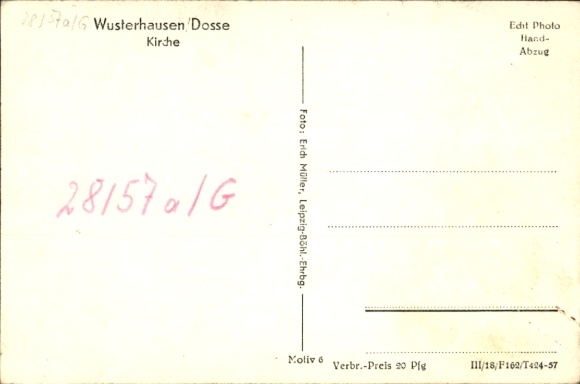 28157a/G Wusterhausen/Dosse
Kirche
Echt Photo
Hand-
Abzug
28157a/G
Foto: Erich Müller, Leipzig-Böhl.-Ehrbg.
Motiv 6
Verbr.-Preis 20 Pfg
III/18/F162/T424-57